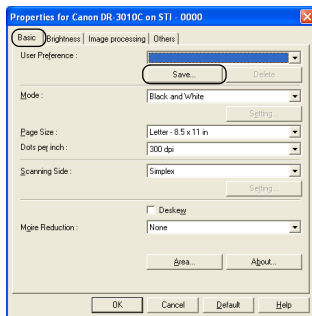 Properties for Canon DR-3010C on STI - 0000
Basic Brightness Image processing Others
User Preference :
Save... Delete
Mode : Black and White
Setting...
Page Size : Letter - 8.5 x 11 in
Dots per inch : 300 dpi
Scanning Side : Simplex
Setting...
Deskew
Moire Reduction : None
Area... About...
OK Cancel Default Help